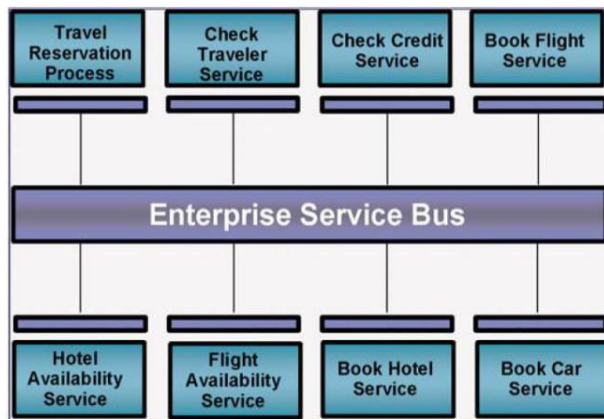 Travel
Reservation
Process
Check
Traveler
Service
Check Credit
Service
Book Flight
Service
Enterprise Service Bus
Hotel
Availability
Service
Flight
Availability
Service
Book Hotel
Service
Book Car
Service